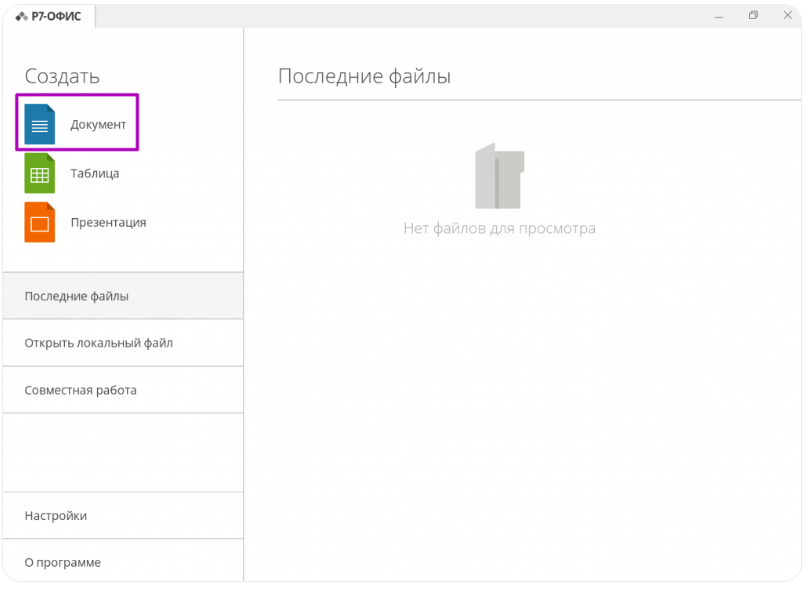 Р7-ОФИС
Создать
Документ
Таблица
Презентация
Последние файлы
Открыть локальный файл
Совместная работа
Настройки
О программе
Последние файлы
Нет файлов для просмотра